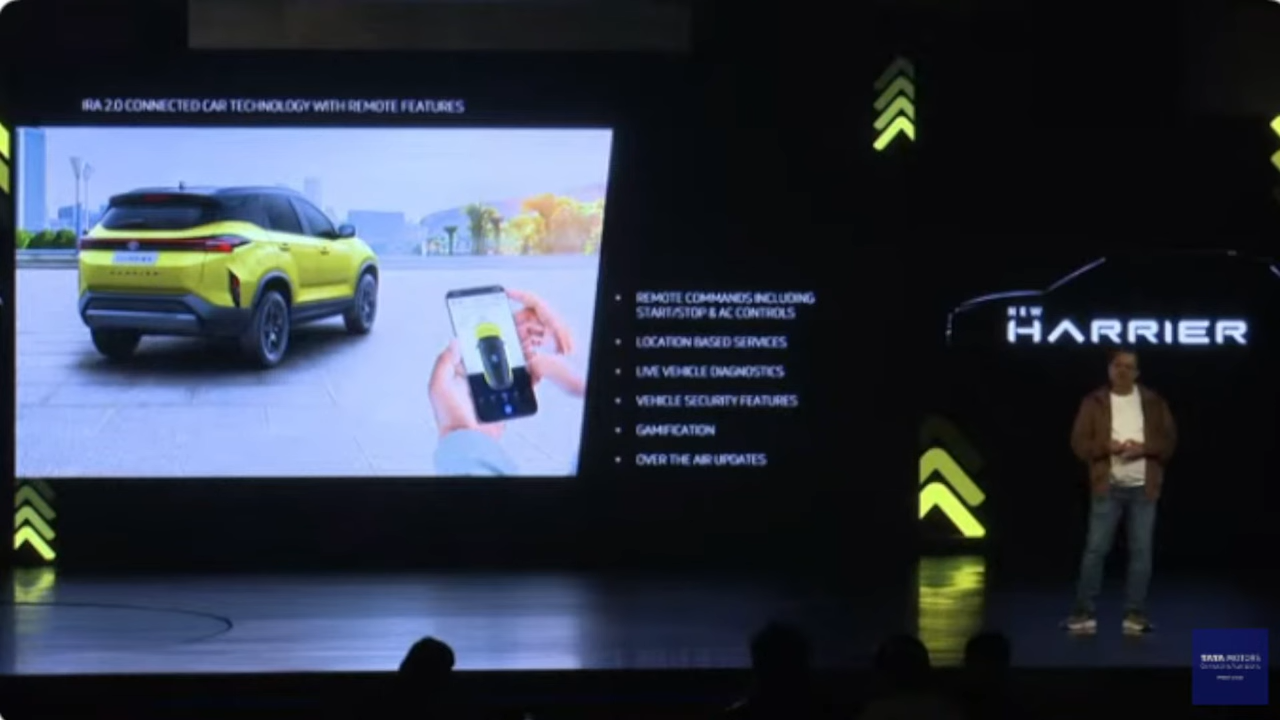 IRA 2.0 CONNECTED CAR TECHNOLOGY WITH REMOTE FEATURES
HARRIER
• REMOTE COMMANDS INCLUDING
START/STOP & AC CONTROLS
• LOCATION BASED SERVICES
• LIVE VEHICLE DIAGNOSTICS
• VEHICLE SECURITY FEATURES
• GAMIFICATION
• OVER THE AIR UPDATES
NEW
HARRIER
TATA MOTORS